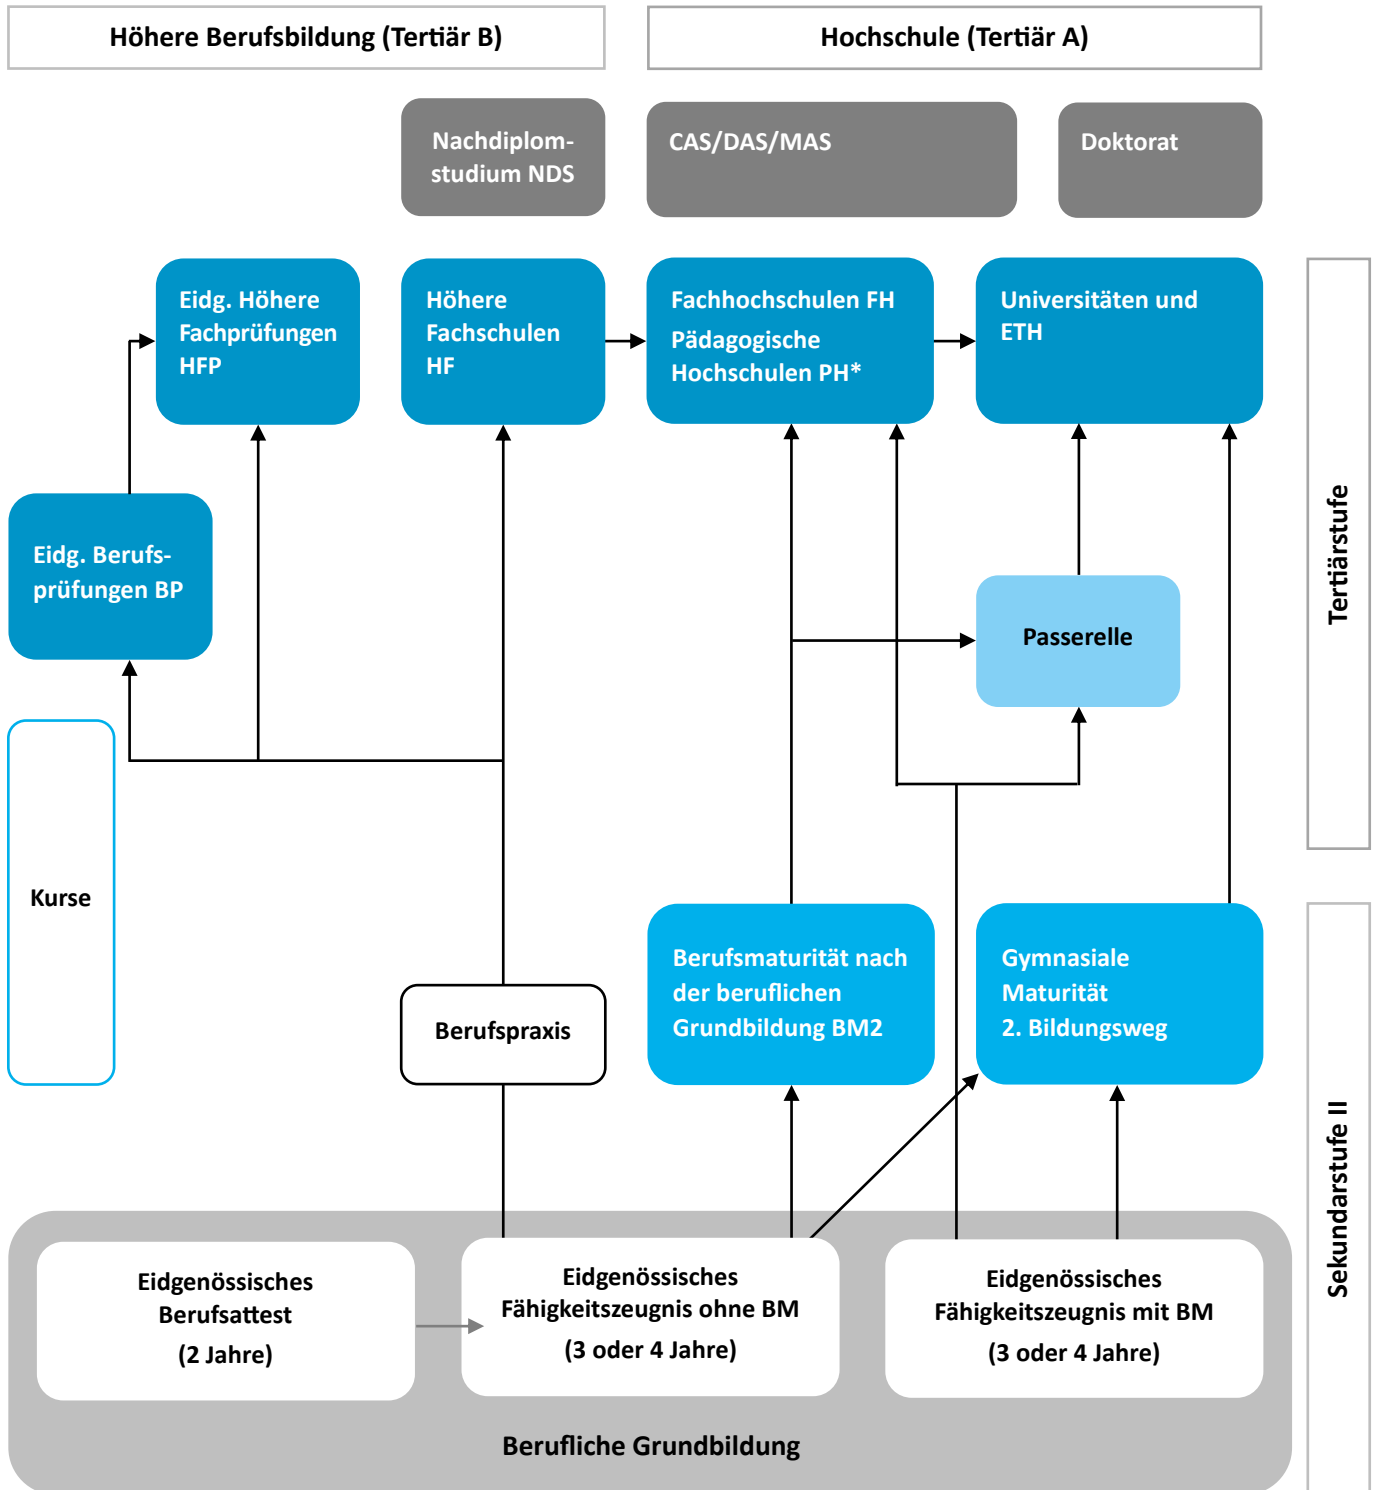 Höhere Berufsbildung (Tertiär B)
Hochschule (Tertiär A)
Nachdiplom-
studium NDS
CAS/DAS/MAS
Doktorat
Eidg. Höhere
Fachprüfungen
HFP
Höhere
Fachschulen
HF
Fachhochschulen FH
Pädagogische
Hochschulen PH*
Universitäten und
ETH
Tertiärstufe
Eidg. Berufs-
prüfungen BP
Passerelle
Kurse
Berufspraxis
Berufsmaturität nach
der beruflichen
Grundbildung BM2
Gymnasiale
Maturität
2. Bildungsweg
Sekundarstufe II
Eidgenössisches
Berufsattest
(2 Jahre)
Eidgenössisches
Fähigkeitszeugnis ohne BM
(3 oder 4 Jahre)
Eidgenössisches
Fähigkeitszeugnis mit BM
(3 oder 4 Jahre)
Berufliche Grundbildung